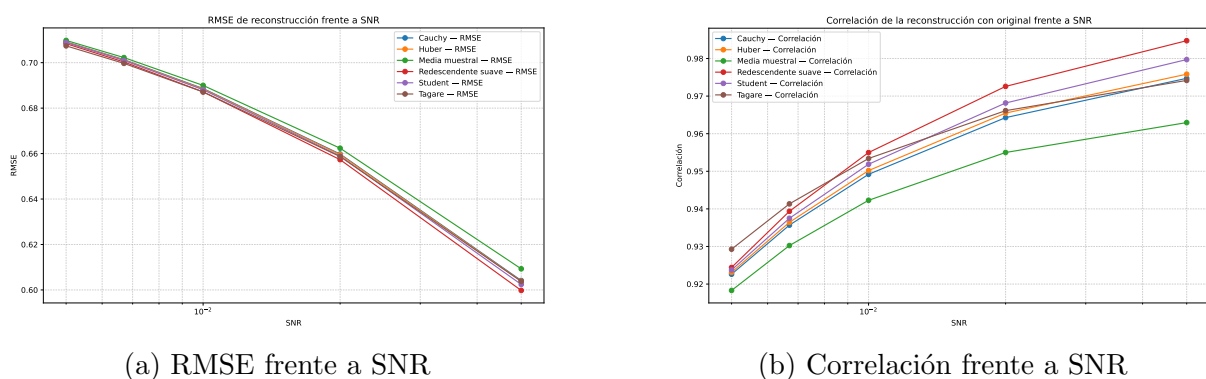 RMSE de reconstrucción frente a SNR
Cauchy — RMSE
Huber — RMSE
Media muestral — RMSE
Redescendente suave — RMSE
Student — RMSE
Tagare — RMSE
0.70
0.68
0.66
0.64
0.62
0.60
RMSE
10⁻²
SNR
(a) RMSE frente a SNR
Correlación de la reconstrucción con original frente a SNR
Cauchy — Correlación
Huber — Correlación
Media muestral — Correlación
Redescendente suave — Correlación
Student — Correlación
Tagare — Correlación
0.98
0.97
0.96
0.95
0.94
0.93
0.92
Correlación
10⁻²
SNR
(b) Correlación frente a SNR